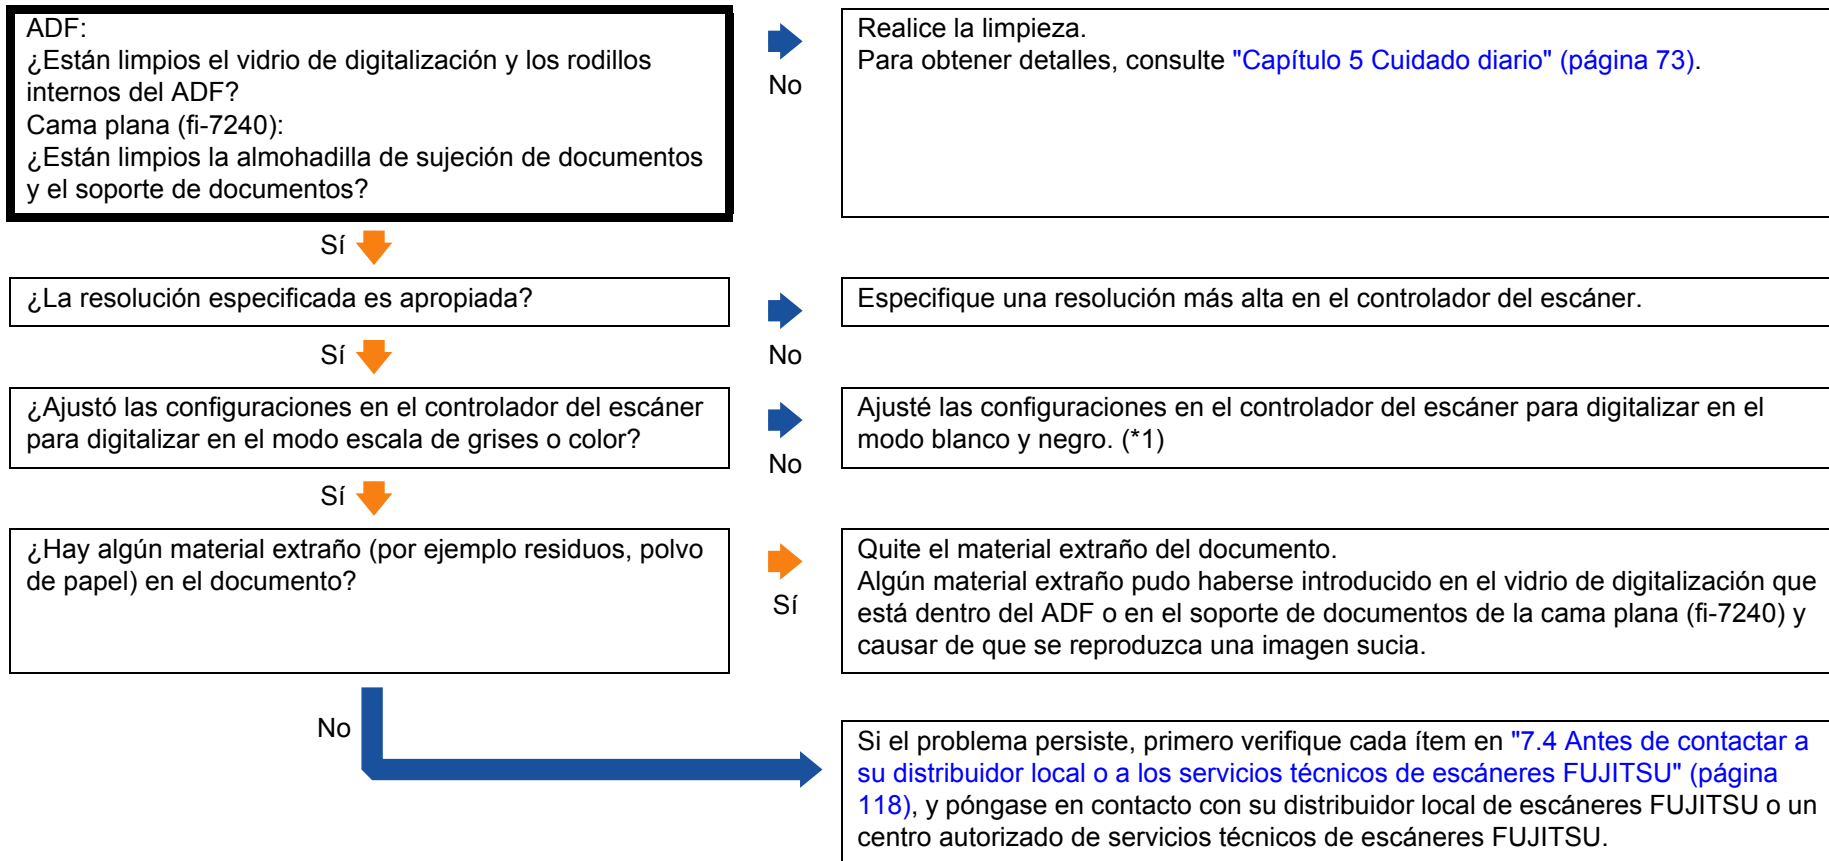 ADF:
¿Están limpios el vidrio de digitalización y los rodillos
internos del ADF?
Cama plana (fi-7240):
¿Están limpios la almohadilla de sujeción de documentos
y el soporte de documentos?
No
Realice la limpieza.
Para obtener detalles, consulte "Capítulo 5 Cuidado diario" (página 73).
Sí
¿La resolución especificada es apropiada?
No
Especifique una resolución más alta en el controlador del escáner.
Sí
¿Ajustó las configuraciones en el controlador del escáner
para digitalizar en el modo escala de grises o color?
No
Ajusté las configuraciones en el controlador del escáner para digitalizar en el
modo blanco y negro. (*1)
Sí
¿Hay algún material extraño (por ejemplo residuos, polvo
de papel) en el documento?
Sí
Quite el material extraño del documento.
Algún material extraño pudo haberse introducido en el vidrio de digitalización que
está dentro del ADF o en el soporte de documentos de la cama plana (fi-7240) y
causar de que se reproduzca una imagen sucia.
No
Si el problema persiste, primero verifique cada ítem en "7.4 Antes de contactar a
su distribuidor local o a los servicios técnicos de escáneres FUJITSU" (página
118), y póngase en contacto con su distribuidor local de escáneres FUJITSU o un
centro autorizado de servicios técnicos de escáneres FUJITSU.